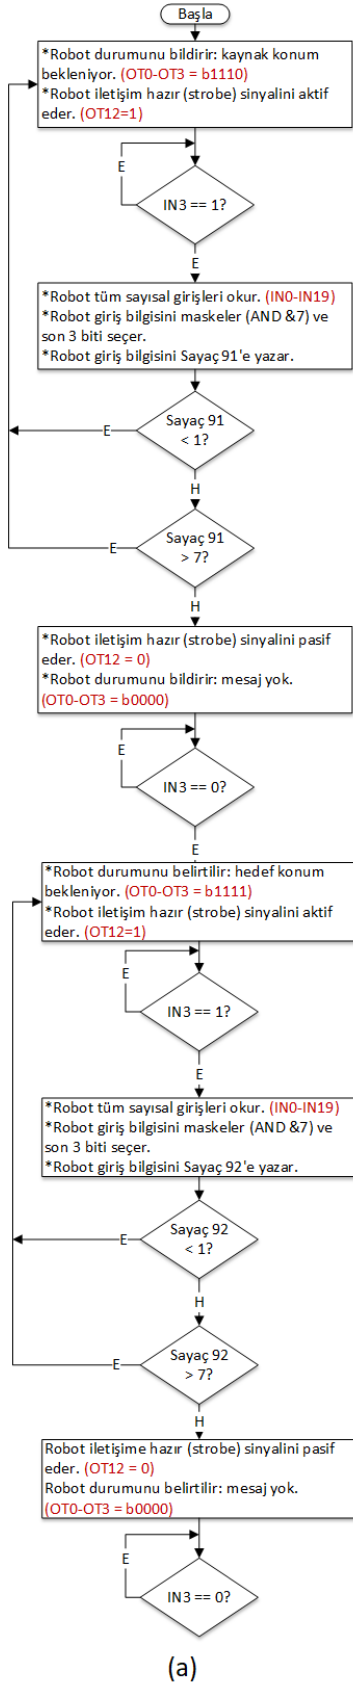 Başla
*Robot durumunu bildirir: kaynak konum
bekleniyor. (OT0-OT3 = b1110)
*Robot iletişim hazır (strobe) sinyalini aktif
eder. (OT12=1)
E
IN3 == 1?
E
*Robot tüm sayısal girişleri okur. (IN0-IN19)
*Robot giriş bilgisini maskeler (AND &7) ve
son 3 biti seçer.
*Robot giriş bilgisini Sayaç 91'e yazar.
Sayaç 91
< 1?
E
H
Sayaç 91
> 7?
E
H
*Robot iletişim hazır (strobe) sinyalini pasif
eder. (OT12 = 0)
*Robot durumunu bildirir: mesaj yok.
(OT0-OT3 = b0000)
E
IN3 == 0?
E
*Robot durumunu belirtilir: hedef konum
bekleniyor. (OT0-OT3 = b1111)
*Robot iletişim hazır (strobe) sinyalini aktif
eder. (OT12=1)
E
IN3 == 1?
E
*Robot tüm sayısal girişleri okur. (IN0-IN19)
*Robot giriş bilgisini maskeler (AND &7) ve
son 3 biti seçer.
*Robot giriş bilgisini Sayaç 92'e yazar.
Sayaç 92
< 1?
E
H
Sayaç 92
> 7?
E
H
Robot iletişime hazır (strobe) sinyalini pasif
eder. (OT12 = 0)
Robot durumunu belirtilir: mesaj yok.
(OT0-OT3 = b0000)
E
IN3 == 0?
(a)